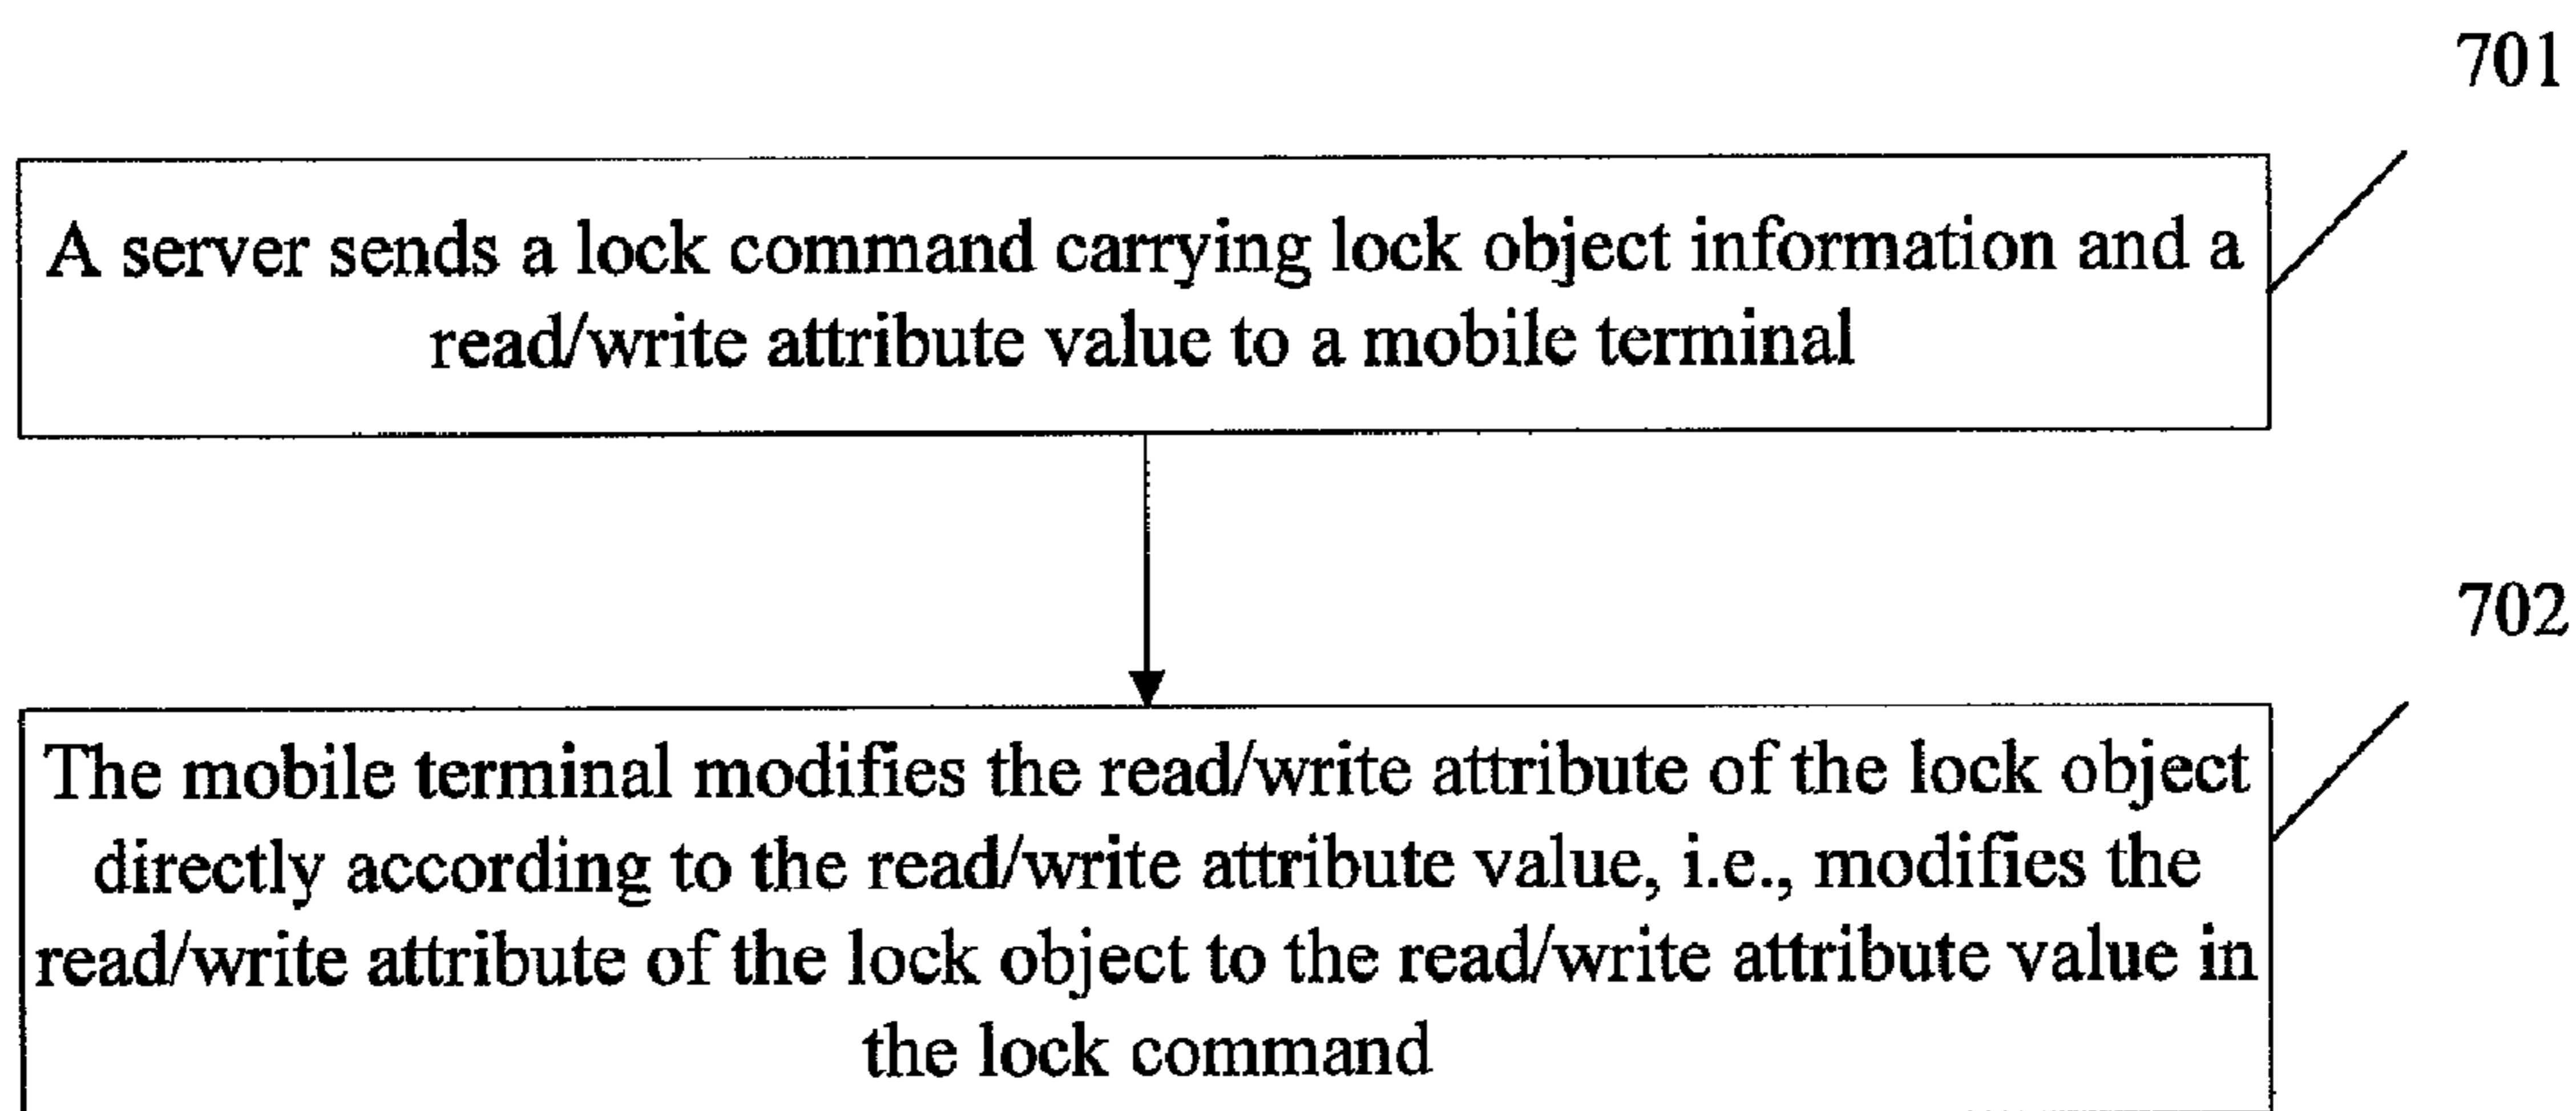 701
A server sends a lock command carrying lock object information and a
read/write attribute value to a mobile terminal
702
The mobile terminal modifies the read/write attribute of the lock object
directly according to the read/write attribute value, i.e., modifies the
read/write attribute of the lock object to the read/write attribute value in
the lock command